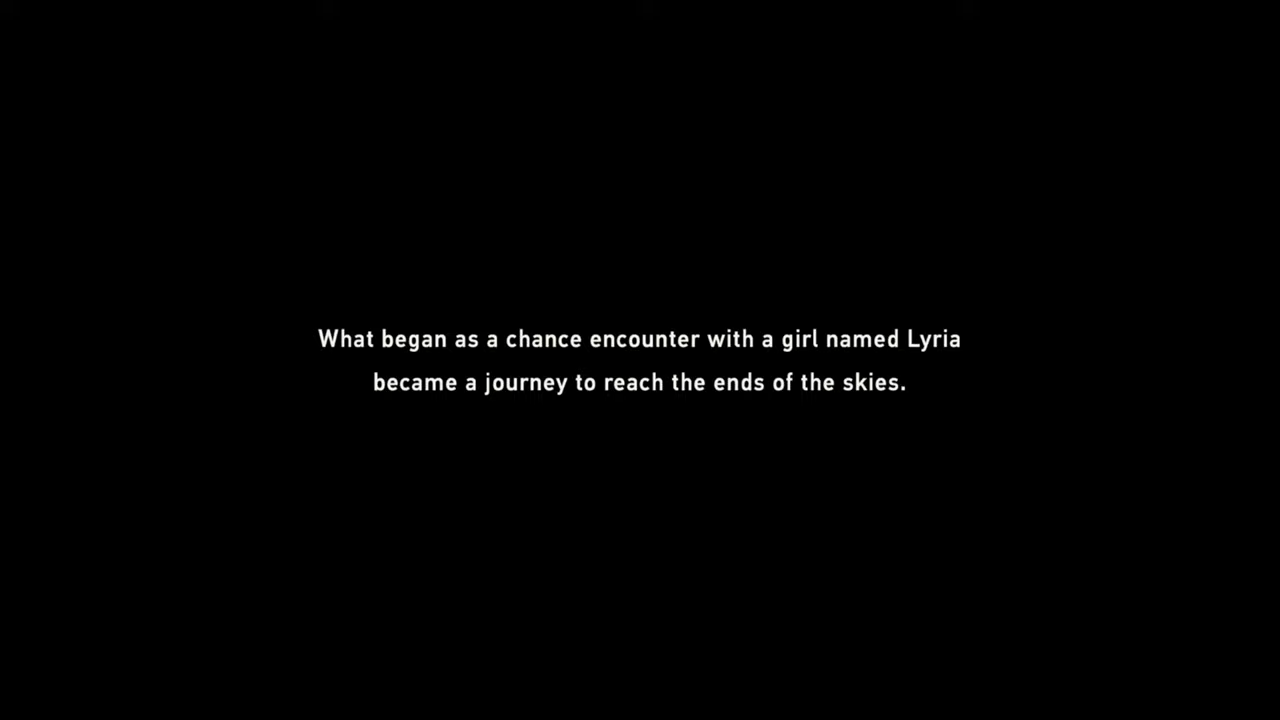 What began as a chance encounter with a girl named Lyria
became a journey to reach the ends of the skies.